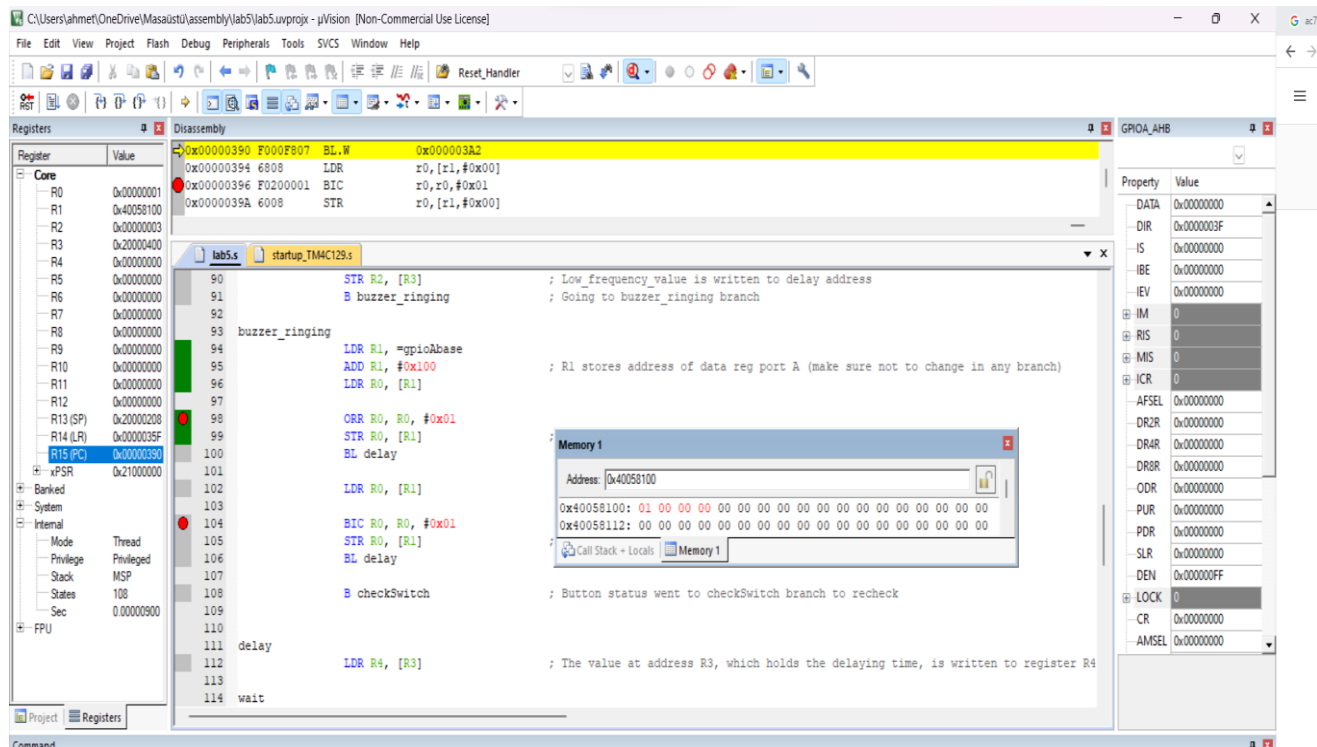 C:\Users\ahmet\OneDrive\Masaüstü\assembly\lab5\lab5.uvprojx - µVision [Non-Commercial Use License]
G ac7
File Edit View Project Flash Debug Peripherals Tools SVCS Window Help
Reset_Handler
RST
Registers
Register Value
Core
R0 0x00000001
R1 0x40058100
R2 0x00000003
R3 0x20000400
R4 0x00000000
R5 0x00000000
R6 0x00000000
R7 0x00000000
R8 0x00000000
R9 0x00000000
R10 0x00000000
R11 0x00000000
R12 0x00000000
R13 (SP) 0x20000208
R14 (LR) 0x0000035F
R15 (PC) 0x00000390
xPSR 0x21000000
Banked
System
Internal
Mode Thread
Privilege Privileged
Stack MSP
States 108
Sec 0.00000900
FPU
Project Registers
Disassembly
0x00000390 F000F807 BL.W 0x000003A2
0x00000394 6808 LDR r0,[r1,#0x00]
0x00000396 F0200001 BIC r0,r0,#0x01
0x0000039A 6008 STR r0,[r1,#0x00]
lab5.s startup_TM4C129.s
90 STR R2, [R3] ; Low_frequency_value is written to delay address
91 B buzzer_ringing ; Going to buzzer_ringing branch
92
93 buzzer_ringing
94 LDR R1, =gpioAbase
95 ADD R1, #0x100 ; R1 stores address of data reg port A (make sure not to change in any branch)
96 LDR R0, [R1]
97
98 ORR R0, R0, #0x01
99 STR R0, [R1] ;
100 BL delay
101
102 LDR R0, [R1]
103
104 BIC R0, R0, #0x01
105 STR R0, [R1] ;
106 BL delay
107
108 B checkSwitch ; Button status went to checkSwitch branch to recheck
109
110
111 delay
112 LDR R4, [R3] ; The value at address R3, which holds the delaying time, is written to register R4
113
114 wait
Memory 1
Address: 0x40058100
0x40058100: 01 00 00 00 00 00 00 00 00 00 00 00 00 00 00 00 00 00
0x40058112: 00 00 00 00 00 00 00 00 00 00 00 00 00 00 00 00 00 00
Call Stack + Locals Memory 1
GPIOA_AHB
Property Value
DATA 0x00000000
DIR 0x0000003F
IS 0x00000000
IBE 0x00000000
IEV 0x00000000
IM 0
RIS 0
MIS 0
ICR 0
AFSEL 0x00000000
DR2R 0x00000000
DR4R 0x00000000
DR8R 0x00000000
ODR 0x00000000
PUR 0x00000000
PDR 0x00000000
SLR 0x00000000
DEN 0x000000FF
LOCK 0
CR 0x00000000
AMSEL 0x00000000
Command